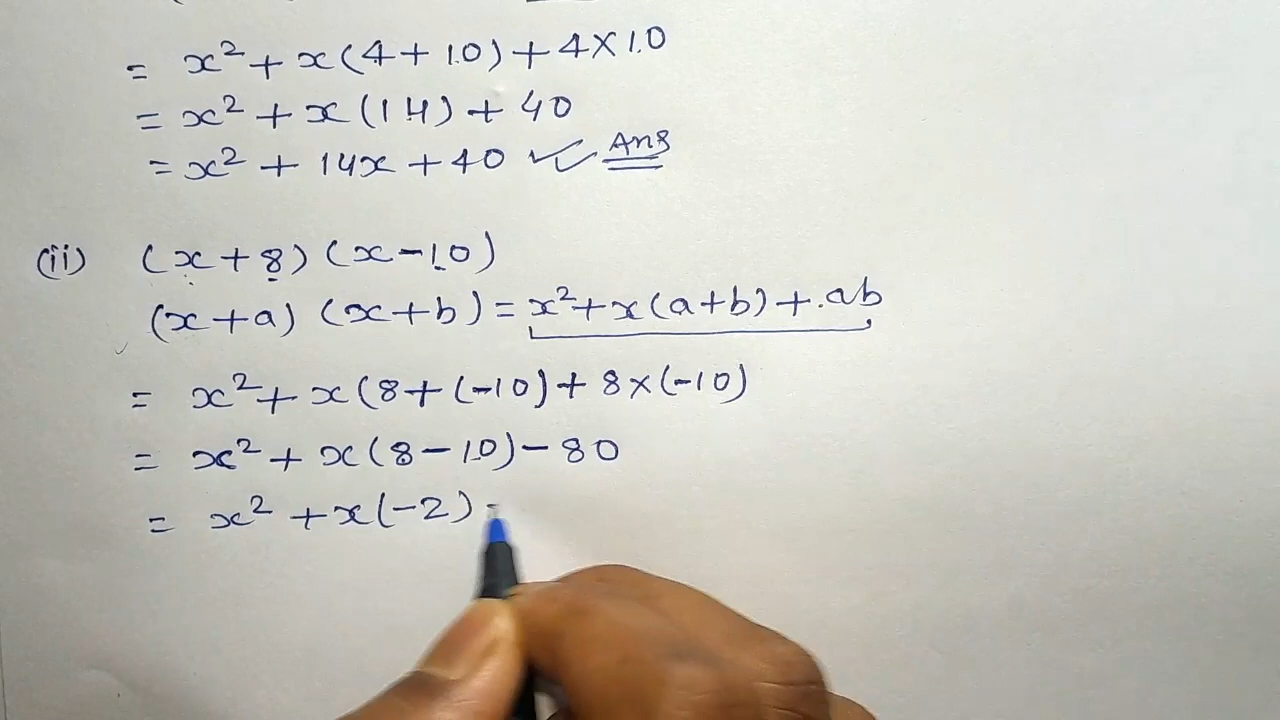 = x² + x(4 + 10) + 4 × 10
= x² + x(14) + 40
= x² + 14x + 40 Ans
(ii) (x + 8) (x - 10)
(x + a) (x + b) = x² + x(a + b) + ab
= x² + x(8 + (-10) + 8 × (-10)
= x² + x(8 - 10) - 80
= x² + x(-2) -